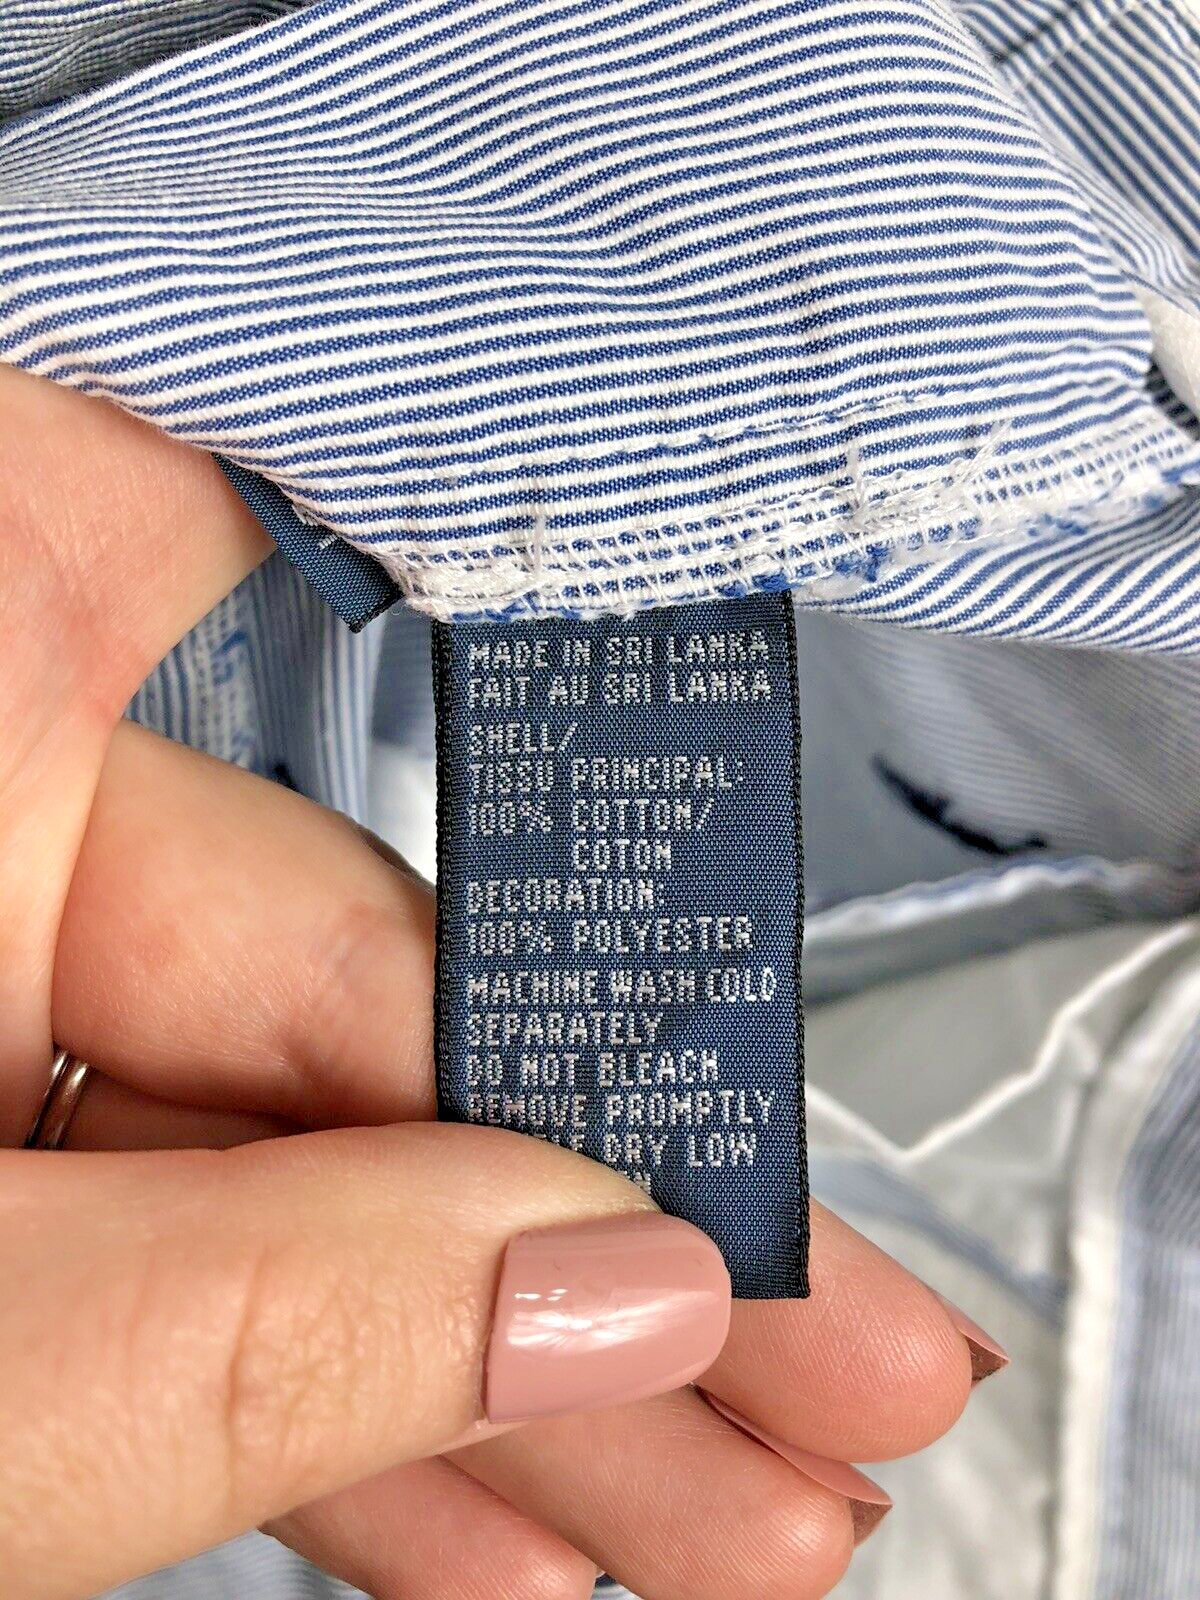 MADE IN SRI LANKA
FAIT AU SRI LANKA
SHELL/
TISSU PRINCIPAL:
100% COTTON/
COTON
DECORATION:
100% POLYESTER
MACHINE WASH COLD
SEPARATELY
DO NOT BLEACH
REMOVE PROMPTLY
DRY LOW